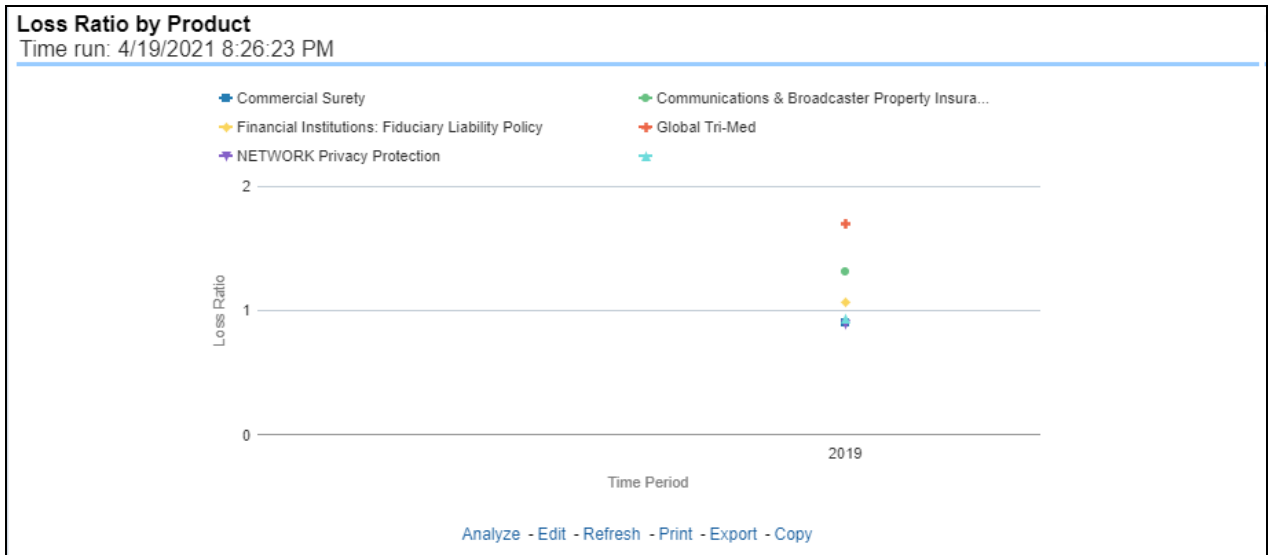 Loss Ratio by Product
Time run: 4/19/2021 8:26:23 PM
Commercial Surety
Communications & Broadcaster Property Insura...
Financial Institutions: Fiduciary Liability Policy
Global Tri-Med
NETWORK Privacy Protection
2
Loss Ratio
1
0
2019
Time Period
Analyze - Edit - Refresh - Print - Export - Copy